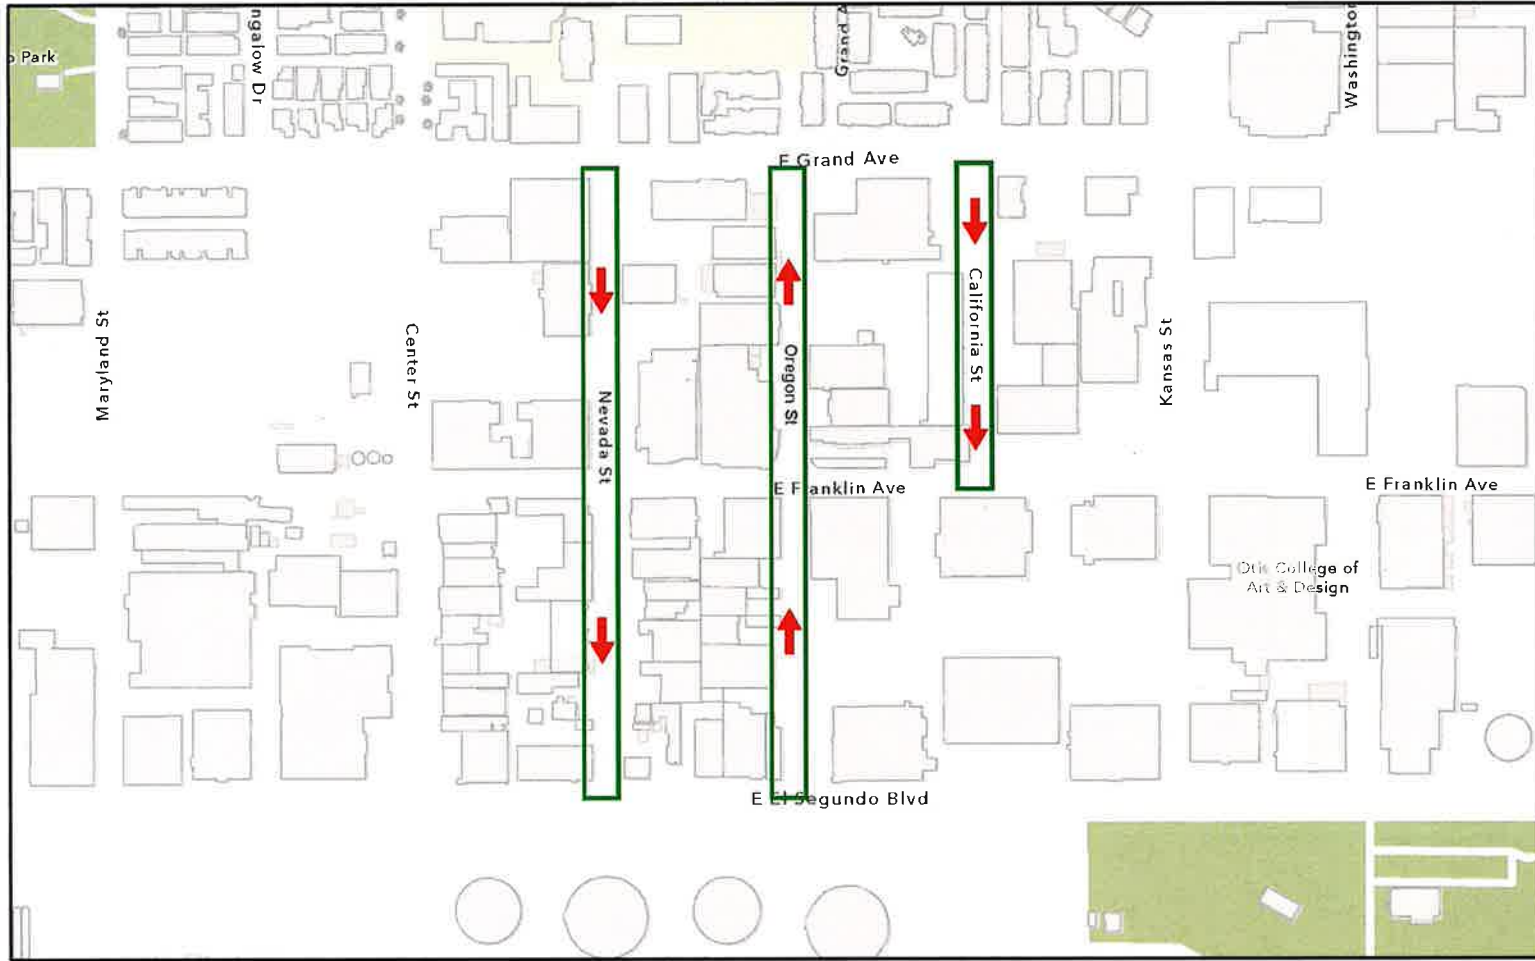 ngalow Dr
Grand A
Washington
o Park
E Grand Ave
Maryland St
Center St
Nevada St
Oregon St
California St
Kansas St
E Franklin Ave
E Franklin Ave
Otis College of
Art & Design
E El Segundo Blvd